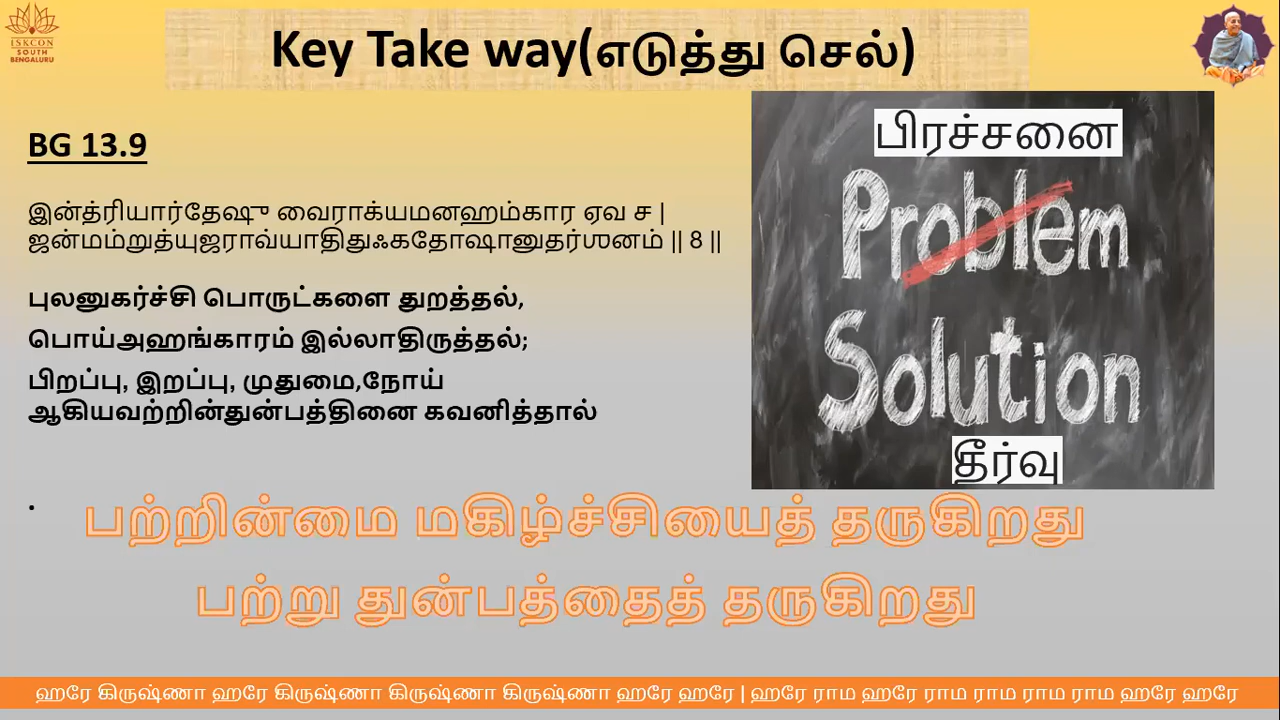 ISKCON
SOUTH
BENGALURU
Key Take way(எடுத்து செல்)
BG 13.9
இன்த்ரியார்தேஷு வைராக்யமனஹம்கார ஏவ ச |
ஜன்மம்றுத்யுஜராவ்யாதிதுஃகதோஷானுதர்ஶனம் || 8 ||
புலனுகர்ச்சி பொருட்களை துறத்தல்,
பொய்அஹங்காரம் இல்லாதிருத்தல்;
பிறப்பு, இறப்பு, முதுமை,நோய்
ஆகியவற்றின்துன்பத்தினை கவனித்தால்
பிரச்சனை
Problem
Solution
தீர்வு
.
பற்றின்மை மகிழ்ச்சியைத் தருகிறது
பற்று துன்பத்தைத் தருகிறது
ஹரே கிருஷ்ணா ஹரே கிருஷ்ணா கிருஷ்ணா கிருஷ்ணா ஹரே ஹரே | ஹரே ராம ஹரே ராம ராம ராம ராம ஹரே ஹரே